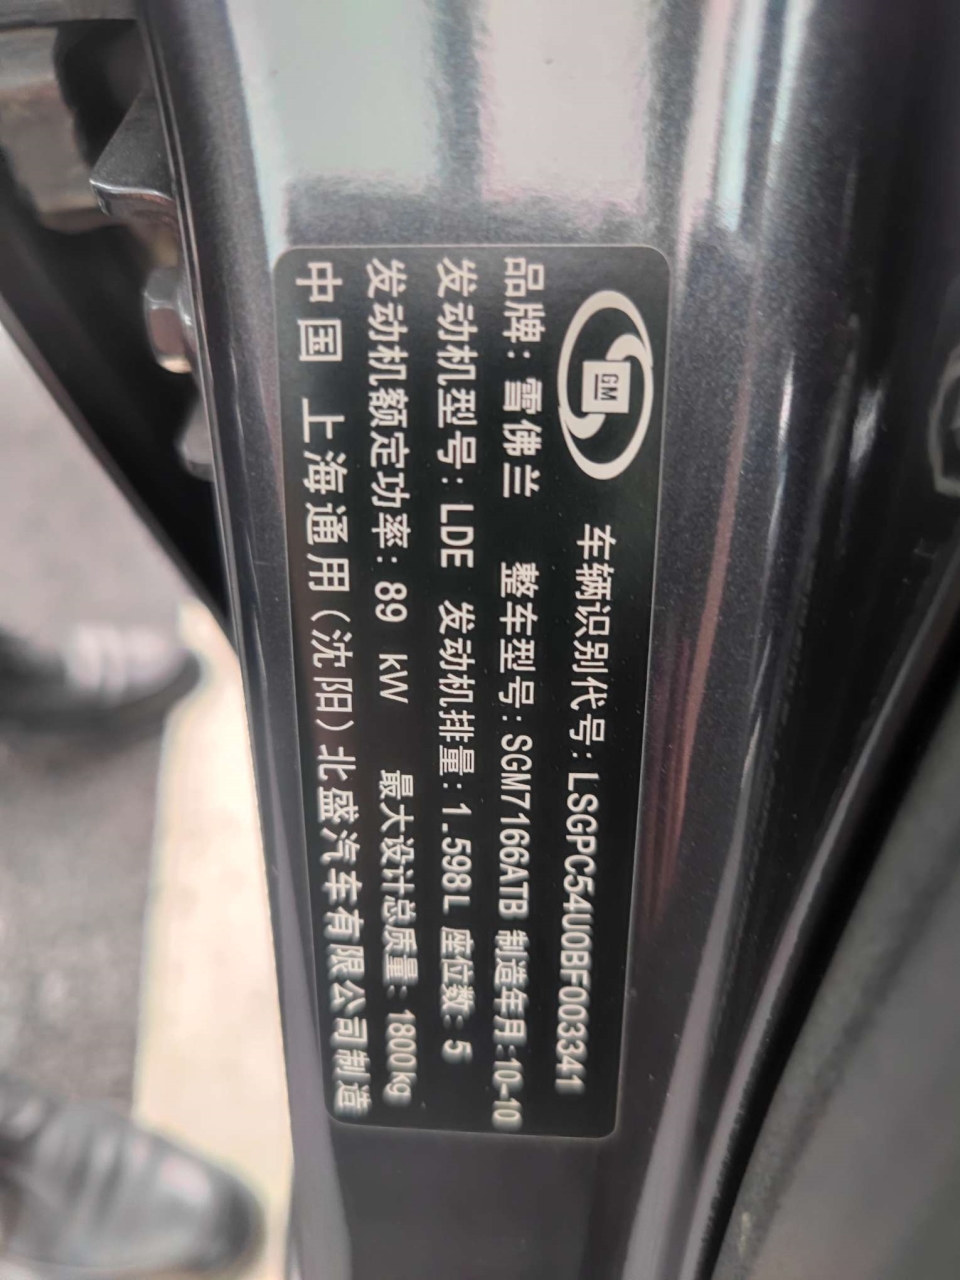 GM
车辆识别代号:LSGPC54U0BF003341
品牌:雪佛兰 整车型号:SGM7166ATB 制造年月:10-10
发动机型号:LDE 发动机排量:1.598L 座位数:5
发动机额定功率:89 kW 最大设计总质量:1800kg
中国 上海通用(沈阳)北盛汽车有限公司制造